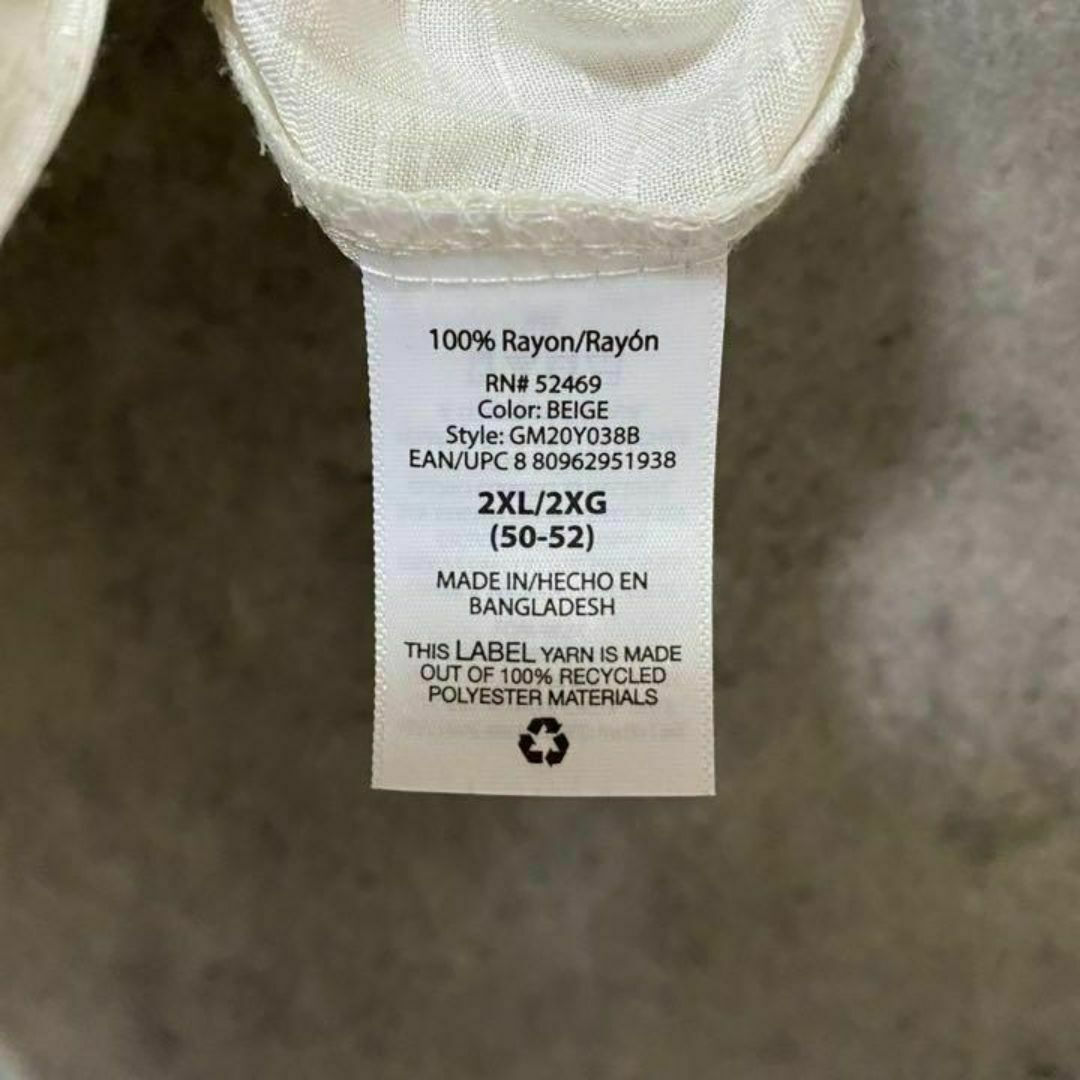 100% Rayon/Rayón
RN# 52469
Color: BEIGE
Style: GM20Y038B
EAN/UPC 8 80962951938
2XL/2XG
(50-52)
MADE IN/HECHO EN
BANGLADESH
THIS LABEL YARN IS MADE
OUT OF 100% RECYCLED
POLYESTER MATERIALS